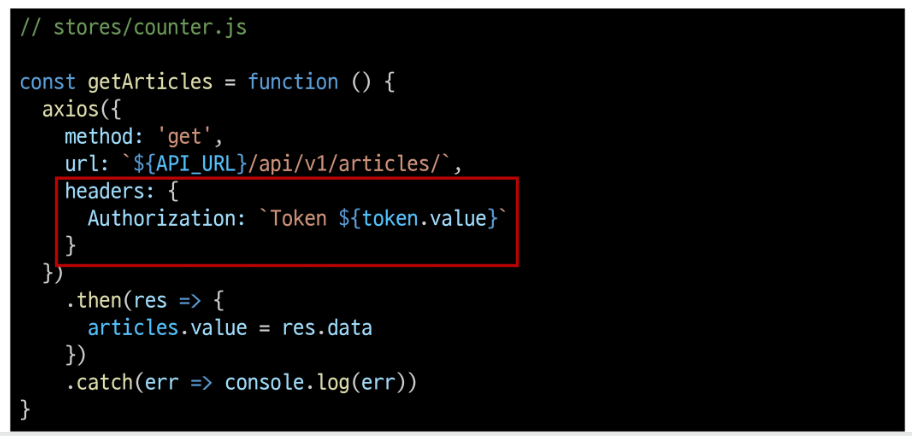 // stores/counter.js
const getArticles = function () {
axios({
method: 'get',
url: `${API_URL}/api/v1/articles/`,
headers: {
Authorization: `Token ${token.value}`
}
})
.then(res => {
articles.value = res.data
})
.catch(err => console.log(err))
}